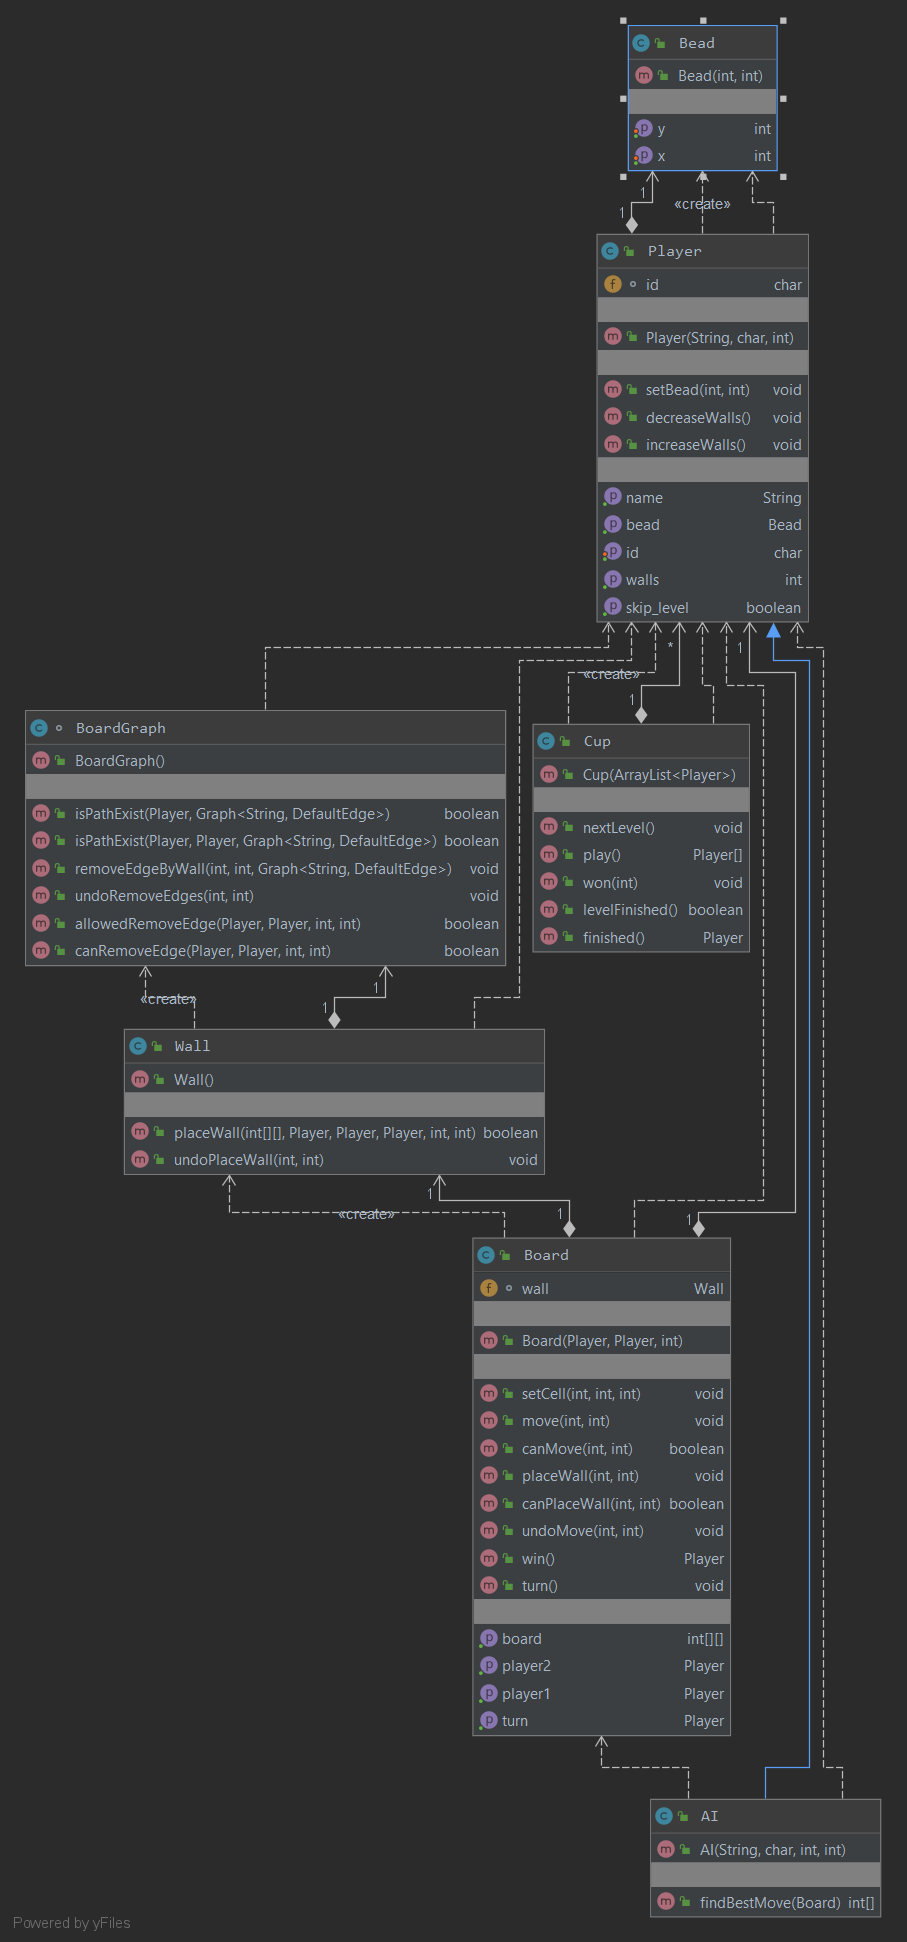 Bead
Bead(int, int)
y int
x int
1
«create»
1
Player
id char
Player(String, char, int)
setBead(int, int) void
decreaseWalls() void
increaseWalls() void
name String
bead Bead
id char
walls int
skip_level boolean
* 1
«create»
1
BoardGraph
BoardGraph()
isPathExist(Player, Graph<String, DefaultEdge>) boolean
isPathExist(Player, Player, Graph<String, DefaultEdge>) boolean
removeEdgeByWall(int, int, Graph<String, DefaultEdge>) void
undoRemoveEdges(int, int) void
allowedRemoveEdge(Player, Player, int, int) boolean
canRemoveEdge(Player, Player, int, int) boolean
Cup
Cup(ArrayList<Player>)
nextLevel() void
play() Player[]
won(int) void
levelFinished() boolean
finished() Player
1
«create»
1
Wall
Wall()
placeWall(int[][], Player, Player, Player, int, int) boolean
undoPlaceWall(int, int) void
1
«create»
1 1
Board
wall Wall
Board(Player, Player, int)
setCell(int, int, int) void
move(int, int) void
canMove(int, int) boolean
placeWall(int, int) void
canPlaceWall(int, int) boolean
undoMove(int, int) void
win() Player
turn() void
board int[][]
player2 Player
player1 Player
turn Player
AI
AI(String, char, int, int)
findBestMove(Board) int[]
Powered by yFiles